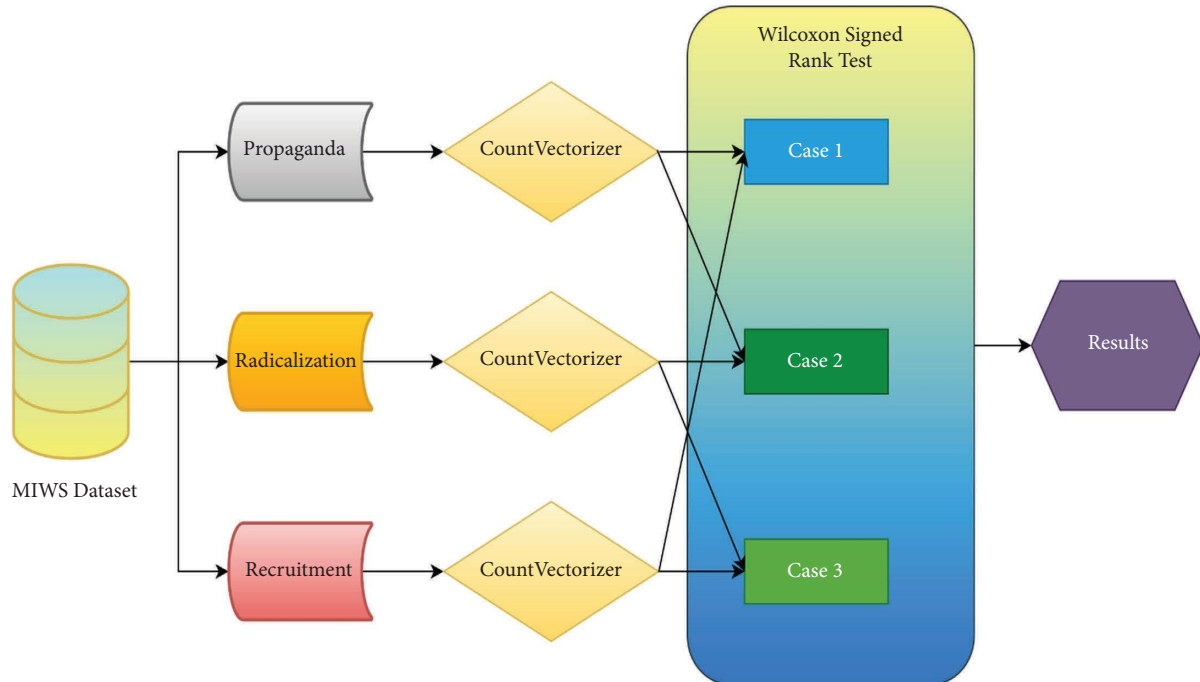 Wilcoxon Signed
Rank Test
Propaganda
CountVectorizer
Case 1
MIWS Dataset
Radicalization
CountVectorizer
Case 2
Results
Recruitment
CountVectorizer
Case 3